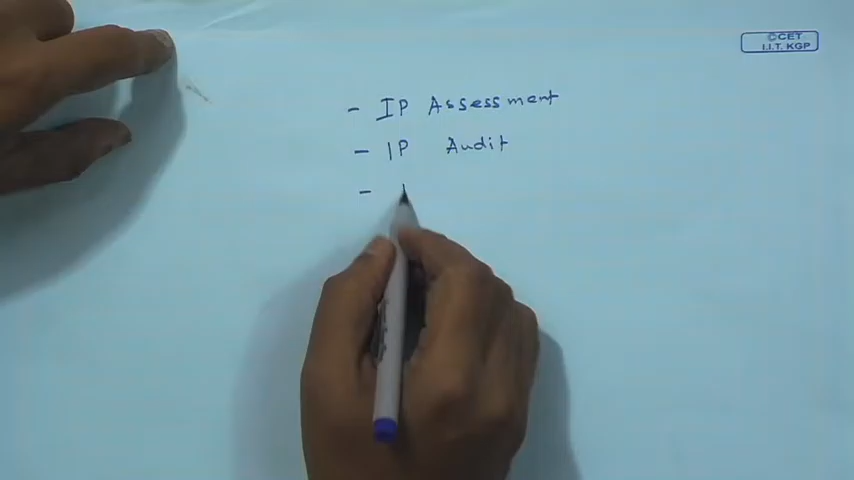 ©CET
I.I.T. KGP
- IP Assessment
- IP Audit
-